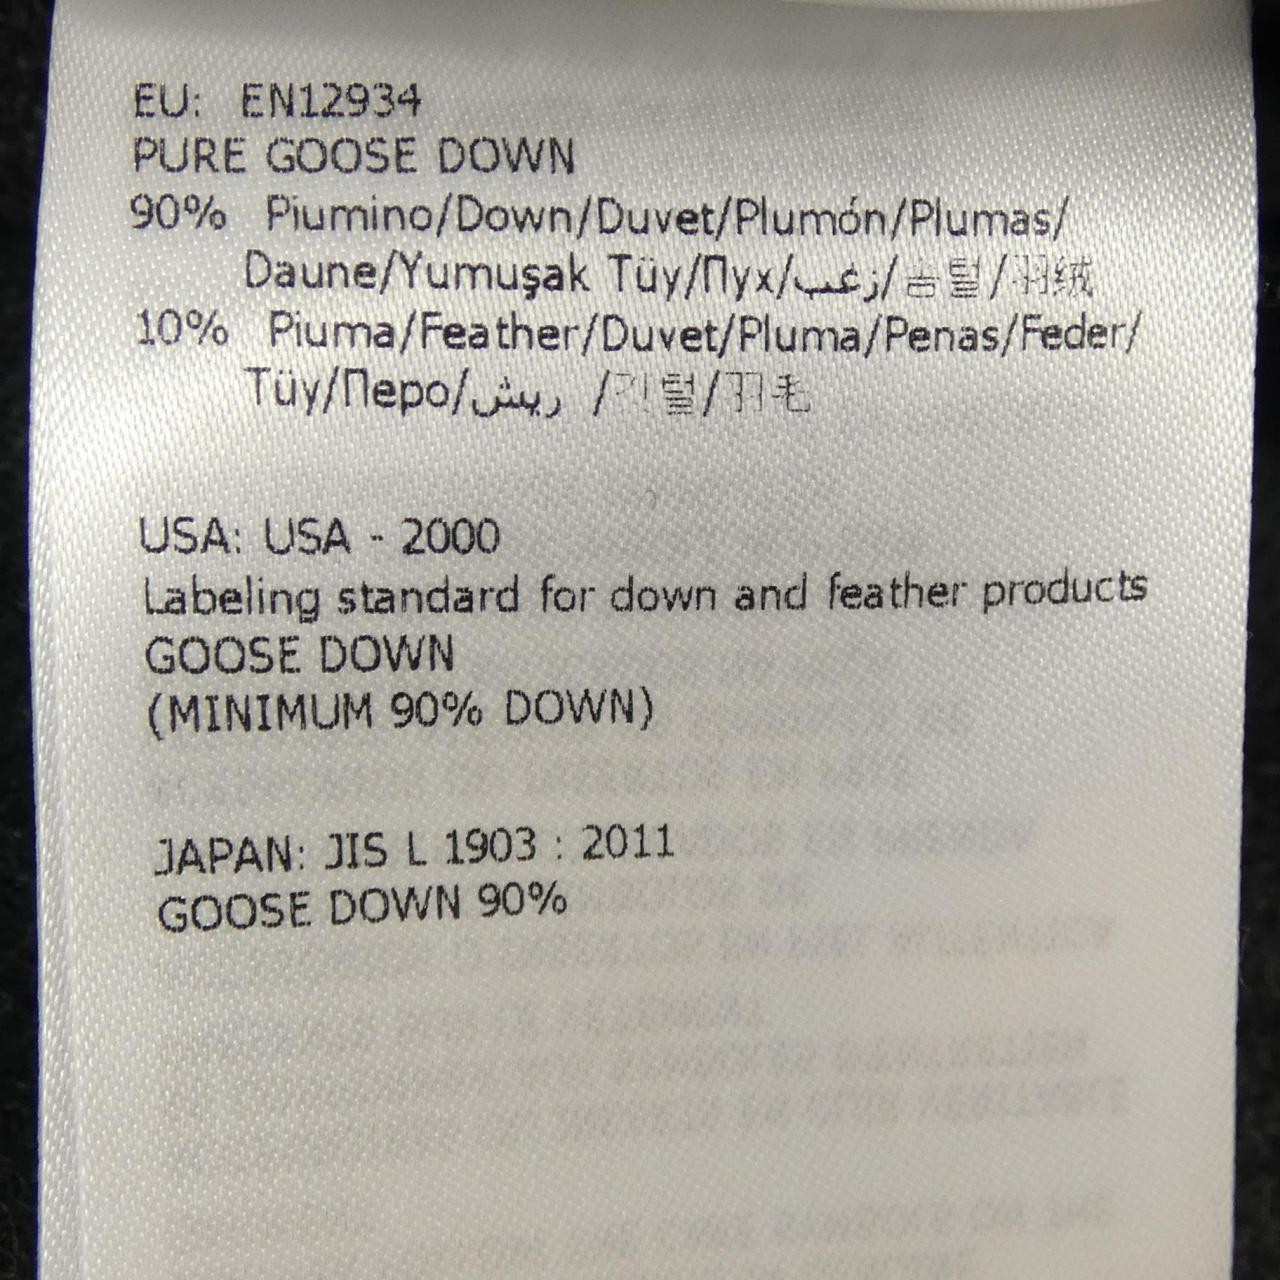 EU: EN12934
PURE GOOSE DOWN
90% Piumino/Down/Duvet/Plumón/Plumas/
Daune/Yumuşak Tüy/Пух/زغب/솜털/羽绒
10% Piuma/Feather/Duvet/Pluma/Penas/Feder/
Tüy/Перо/ريش /깃털/羽毛
USA: USA - 2000
Labeling standard for down and feather products
GOOSE DOWN
(MINIMUM 90% DOWN)
JAPAN: JIS L 1903 : 2011
GOOSE DOWN 90%